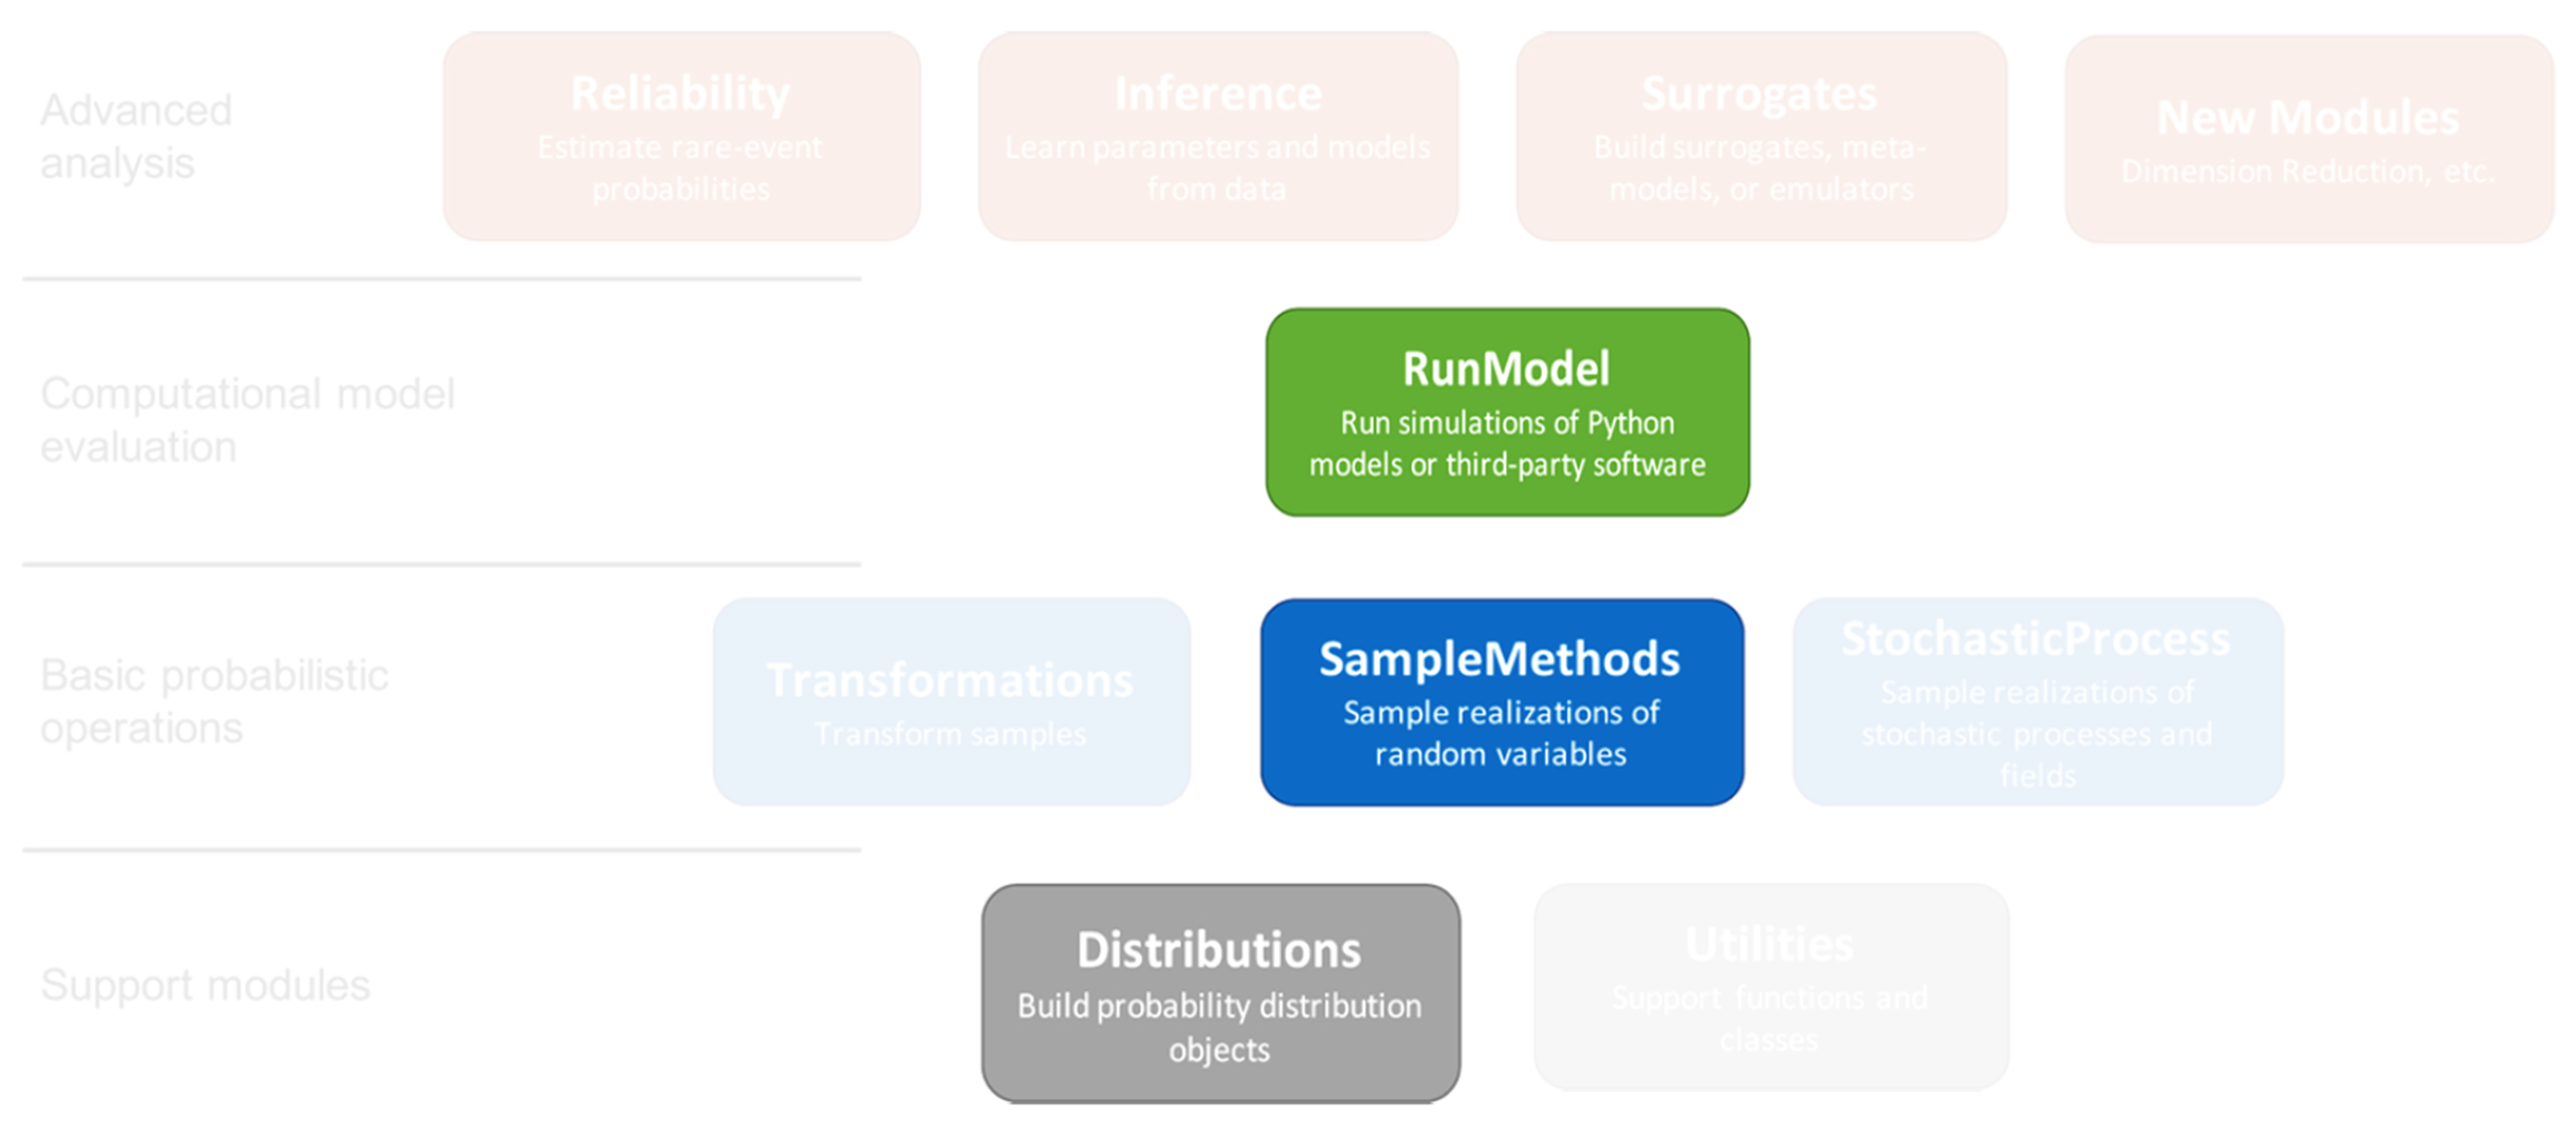 Advanced
analysis
Reliability
Estimate rare-event
probabilities
Inference
Learn parameters and models
from data
Surrogates
Build surrogates, meta-
models, or emulators
New Modules
Dimension Reduction, etc.
Computational model
evaluation
RunModel
Run simulations of Python
models or third-party software
Basic probabilistic
operations
Transformations
Transform samples
SampleMethods
Sample realizations of
random variables
StochasticProcess
Sample realizations of
stochastic processes and
fields
Support modules
Distributions
Build probability distribution
objects
Utilities
Support functions and
classes